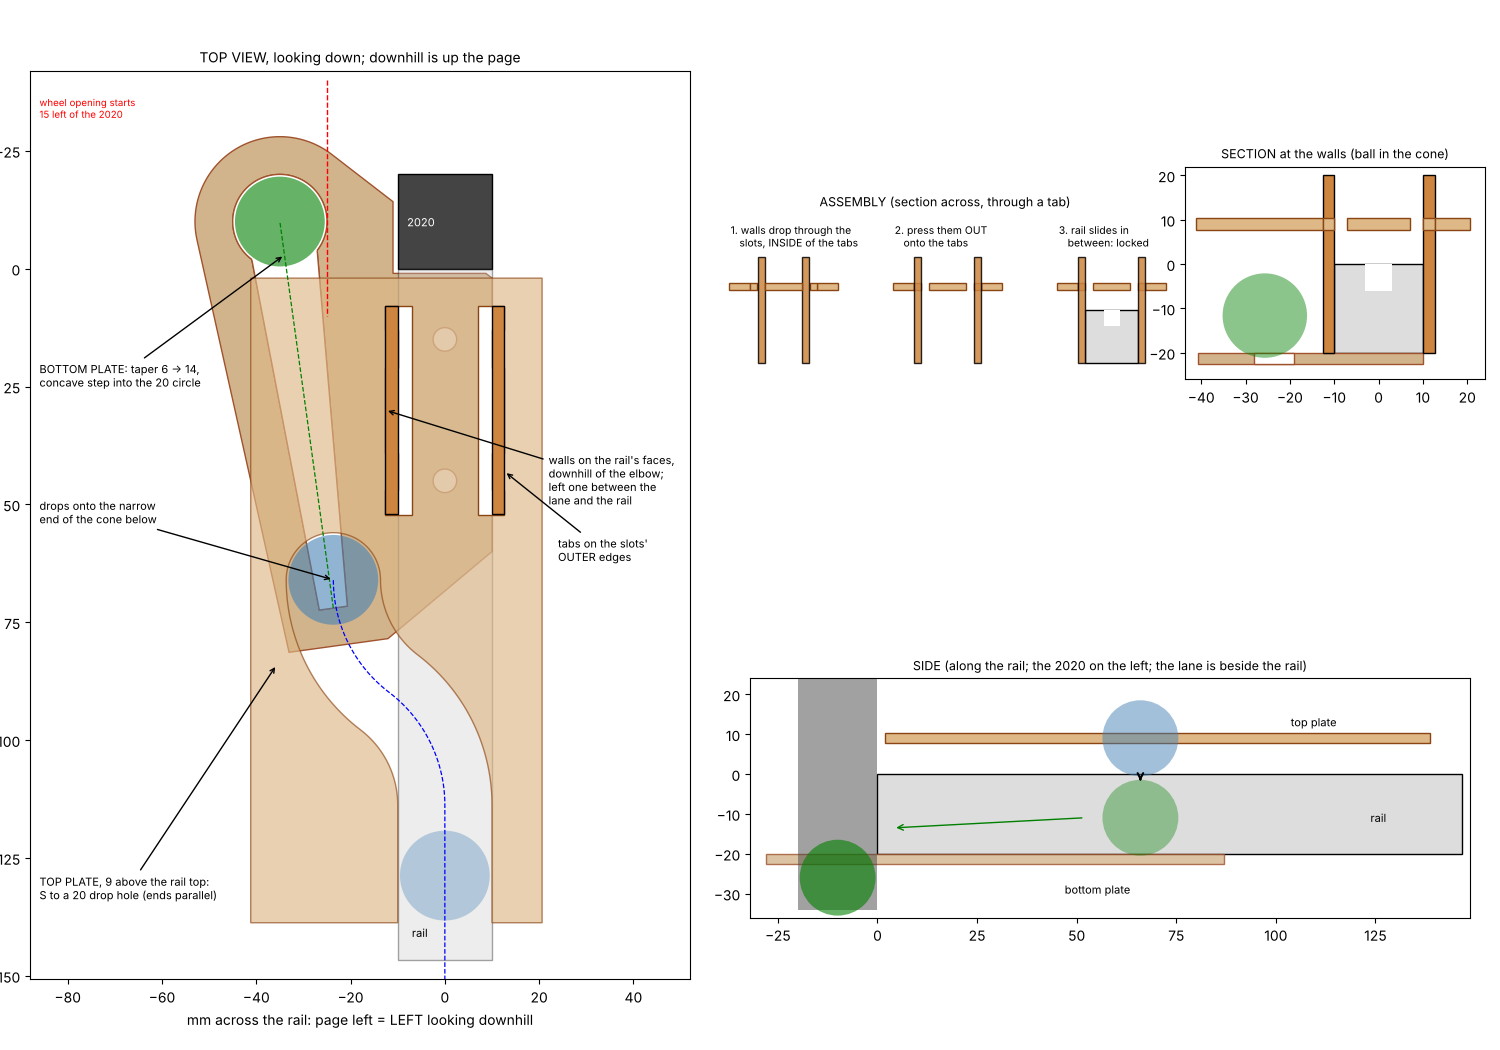 TOP VIEW, looking down; downhill is up the page
wheel opening starts
15 left of the 2020
2020
BOTTOM PLATE: taper 6 → 14,
concave step into the 20 circle
drops onto the narrow
end of the cone below
walls on the rail's faces,
downhill of the elbow;
left one between the
lane and the rail
tabs on the slots'
OUTER edges
TOP PLATE, 9 above the rail top:
S to a 20 drop hole (ends parallel)
rail
−25
0
25
50
75
100
125
150
−80
−60
−40
−20
0
20
40
mm across the rail: page left = LEFT looking downhill
ASSEMBLY (section across, through a tab)
1. walls drop through the
slots, INSIDE of the tabs
2. press them OUT
onto the tabs
3. rail slides in
between: locked
SECTION at the walls (ball in the cone)
20
10
0
−10
−20
−40
−30
−20
−10
0
10
20
SIDE (along the rail; the 2020 on the left; the lane is beside the rail)
top plate
rail
bottom plate
20
10
0
−10
−20
−30
−25
0
25
50
75
100
125